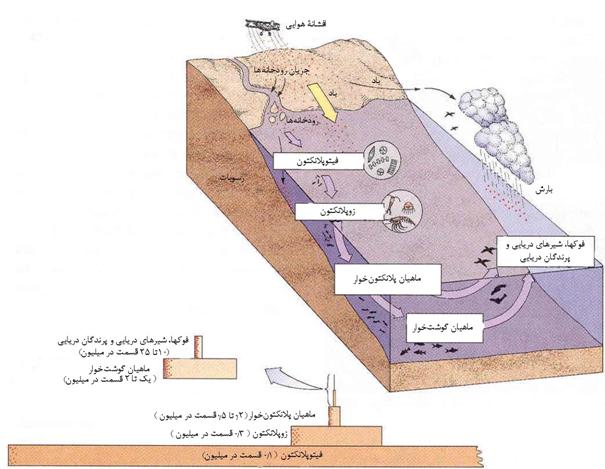 فشانهٔ هوایی
جریان رودخانه‌ها
باد
باد
رودخانه‌ها
فیتوپلانکتون
رسوبات
زوپلانکتون
بارش
فوکها، شیرهای دریایی و
پرندگان دریایی
ماهیان پلانکتون‌خوار
ماهیان گوشت‌خوار
فوکها، شیرهای دریایی و پرندگان دریایی
(۱۰ تا ۲۵ قسمت در میلیون)
ماهیان گوشت‌خوار
(یک تا ۲ قسمت در میلیون)
ماهیان پلانکتون‌خوار (۰٫۲ تا ۰٫۵ قسمت در میلیون)
زوپلانکتون (۰٫۳ قسمت در میلیون)
فیتوپلانکتون (۰٫۱ قسمت در میلیون)